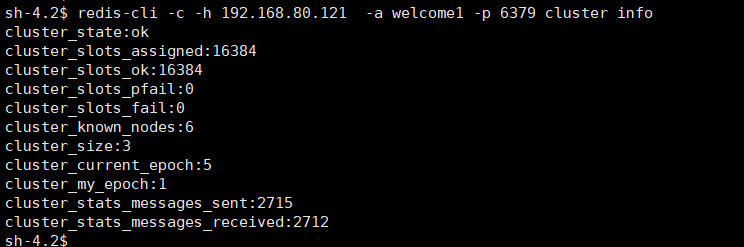 sh-4.2$ redis-cli -c -h 192.168.80.121  -a welcome1 -p 6379 cluster info
cluster_state:ok
cluster_slots_assigned:16384
cluster_slots_ok:16384
cluster_slots_pfail:0
cluster_slots_fail:0
cluster_known_nodes:6
cluster_size:3
cluster_current_epoch:5
cluster_my_epoch:1
cluster_stats_messages_sent:2715
cluster_stats_messages_received:2712
sh-4.2$